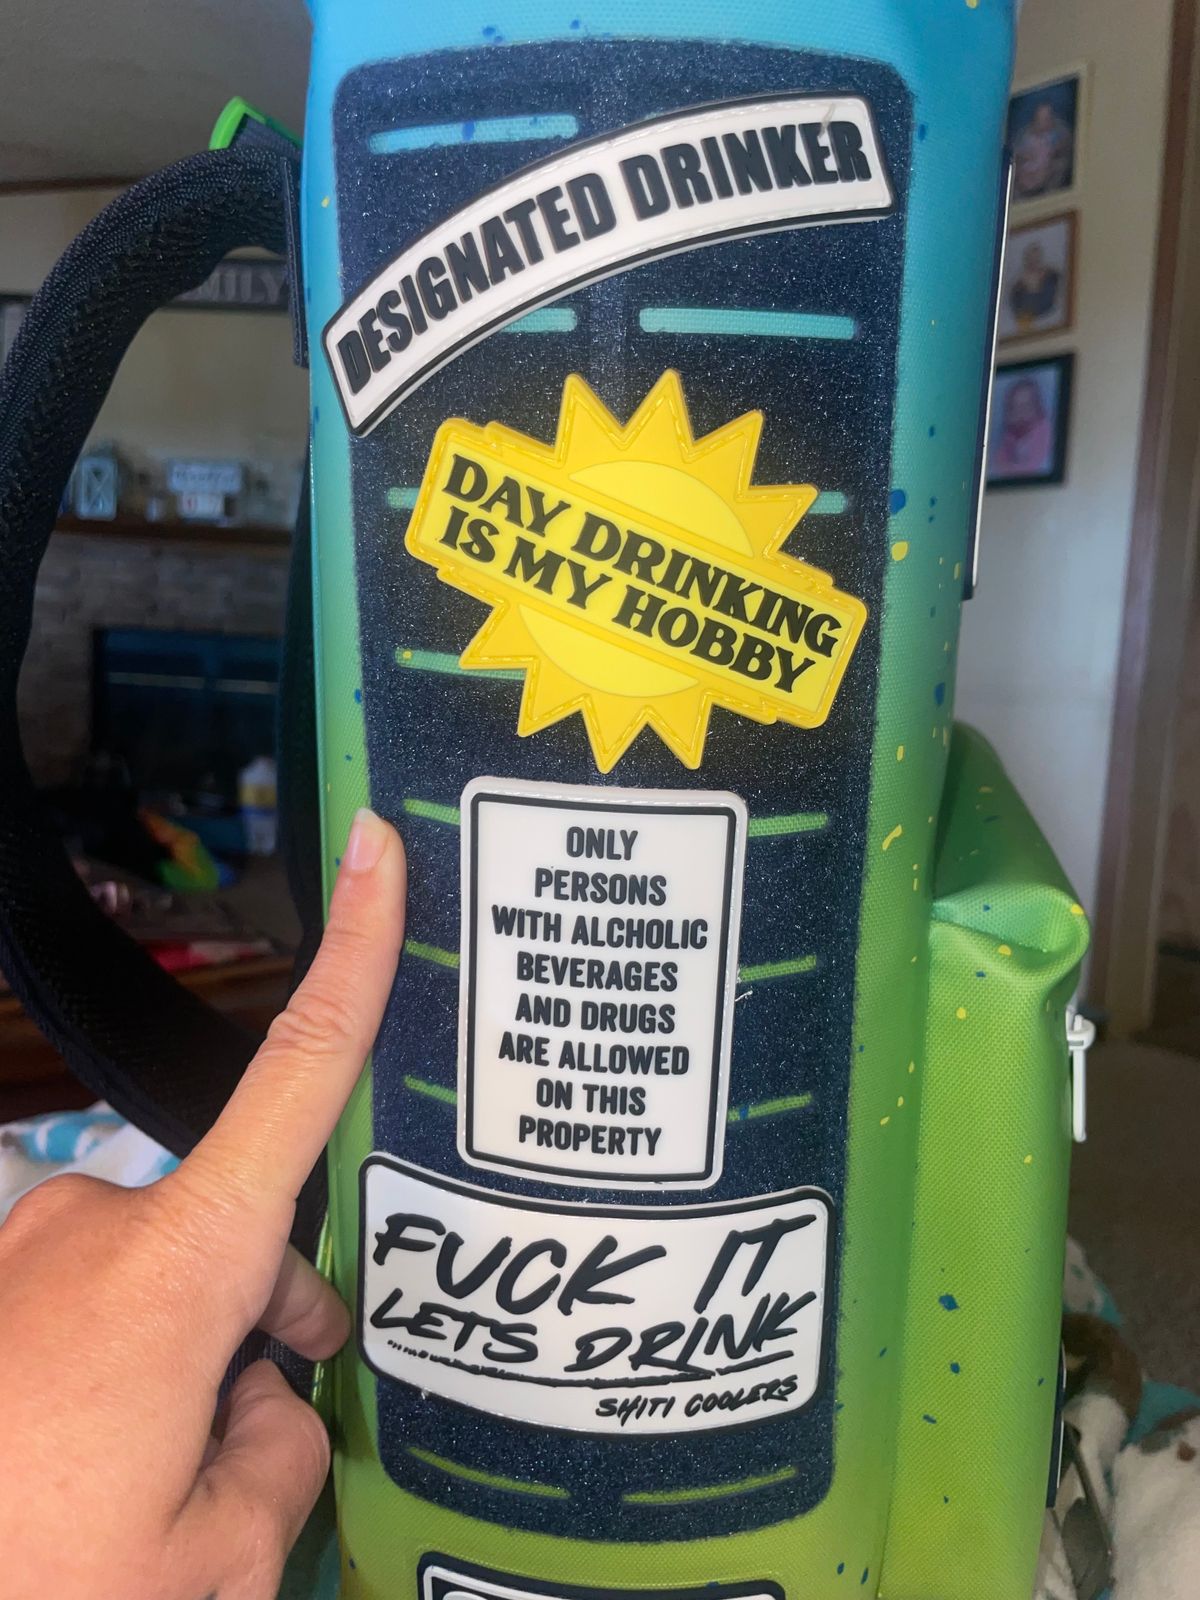 DESIGNATED DRINKER
DAY DRINKING
IS MY HOBBY
ONLY
PERSONS
WITH ALCHOLIC
BEVERAGES
AND DRUGS
ARE ALLOWED
ON THIS
PROPERTY
FUCK IT
LETS DRINK
SHITI COOLERS